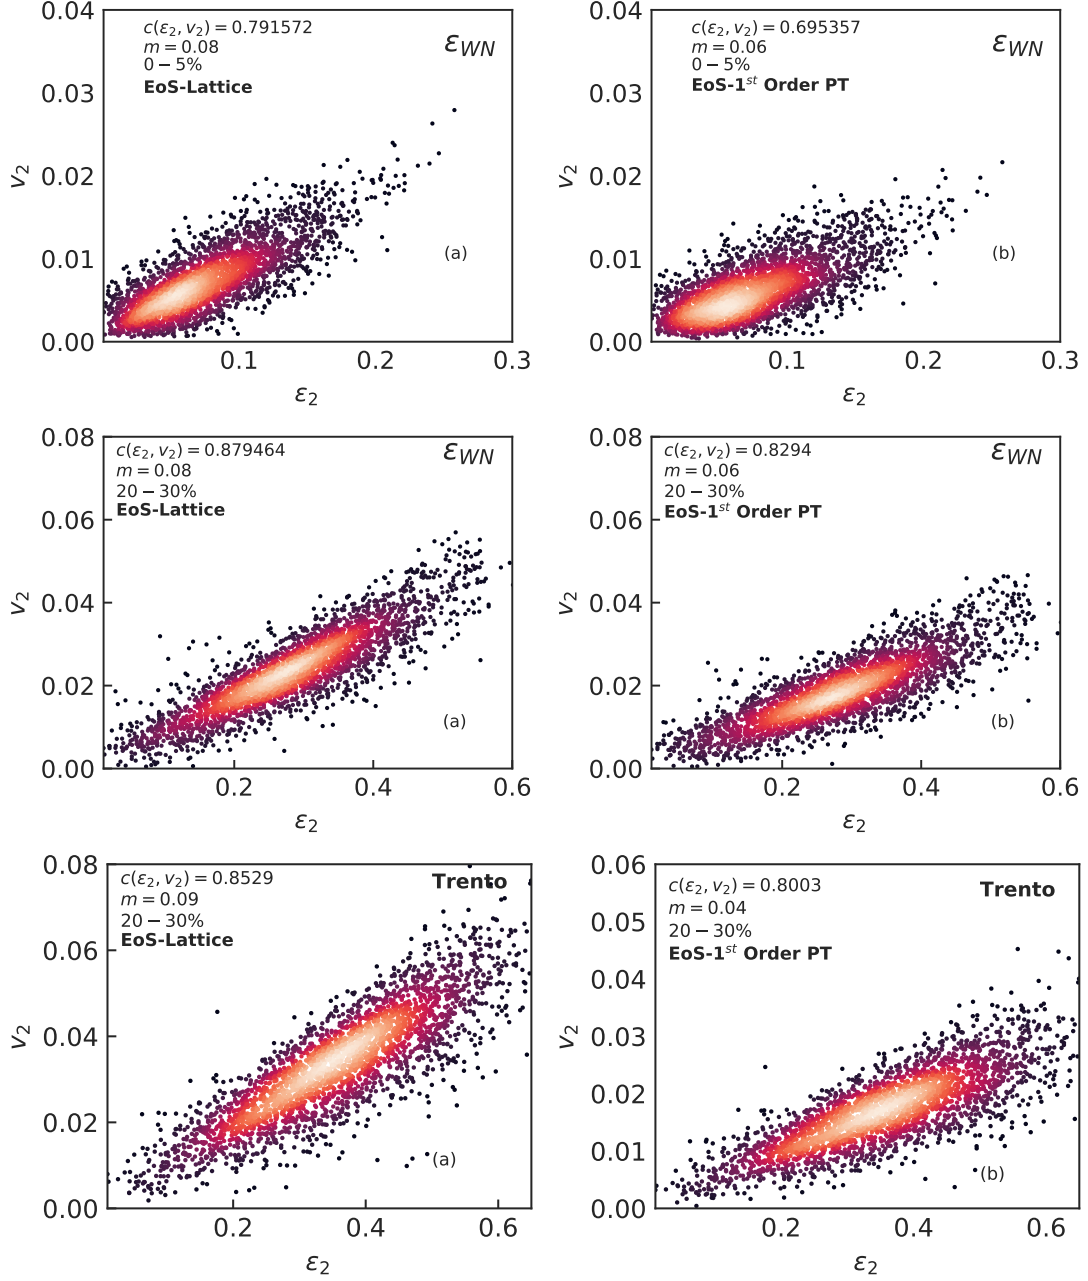 c(ε₂, v₂) = 0.791572
m = 0.08
0 − 5%
EoS-Lattice
ε_WN
(a)
0.04
0.03
0.02
0.01
0.00
v₂
0.1
0.2
0.3
ε₂
c(ε₂, v₂) = 0.695357
m = 0.06
0 − 5%
EoS-1ˢᵗ Order PT
ε_WN
(b)
0.04
0.03
0.02
0.01
0.00
v₂
0.1
0.2
0.3
ε₂
c(ε₂, v₂) = 0.879464
m = 0.08
20 − 30%
EoS-Lattice
ε_WN
(a)
0.08
0.06
0.04
0.02
0.00
v₂
0.2
0.4
0.6
ε₂
c(ε₂, v₂) = 0.8294
m = 0.06
20 − 30%
EoS-1ˢᵗ Order PT
ε_WN
(b)
0.08
0.06
0.04
0.02
0.00
v₂
0.2
0.4
0.6
ε₂
c(ε₂, v₂) = 0.8529
m = 0.09
20 − 30%
EoS-Lattice
Trento
(a)
0.08
0.06
0.04
0.02
0.00
v₂
0.2
0.4
0.6
ε₂
c(ε₂, v₂) = 0.8003
m = 0.04
20 − 30%
EoS-1ˢᵗ Order PT
Trento
(b)
0.06
0.05
0.04
0.03
0.02
0.01
0.00
v₂
0.2
0.4
0.6
ε₂